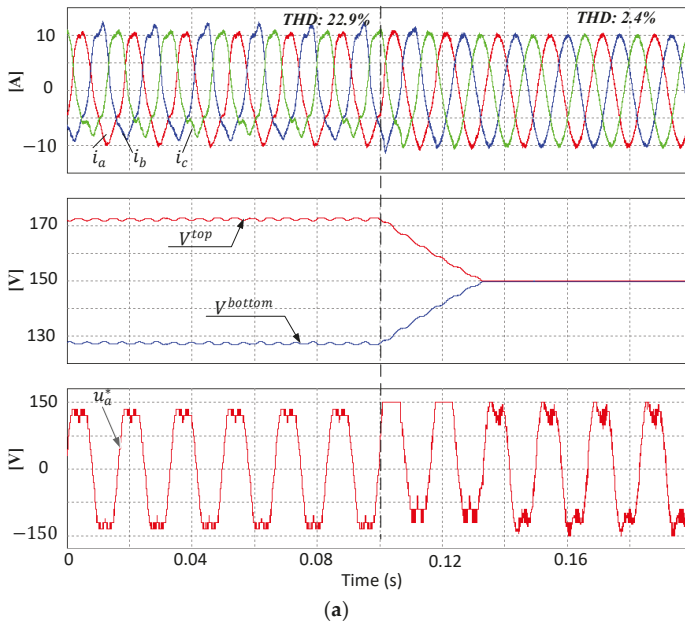 THD: 22.9% THD: 2.4%
10
[A]
0
−10
i_a i_b i_c
170
V^top
[V]
150
V^bottom
130
150
u_a^*
[V]
0
−150
0 0.04 0.08 0.12 0.16
Time (s)
(a)